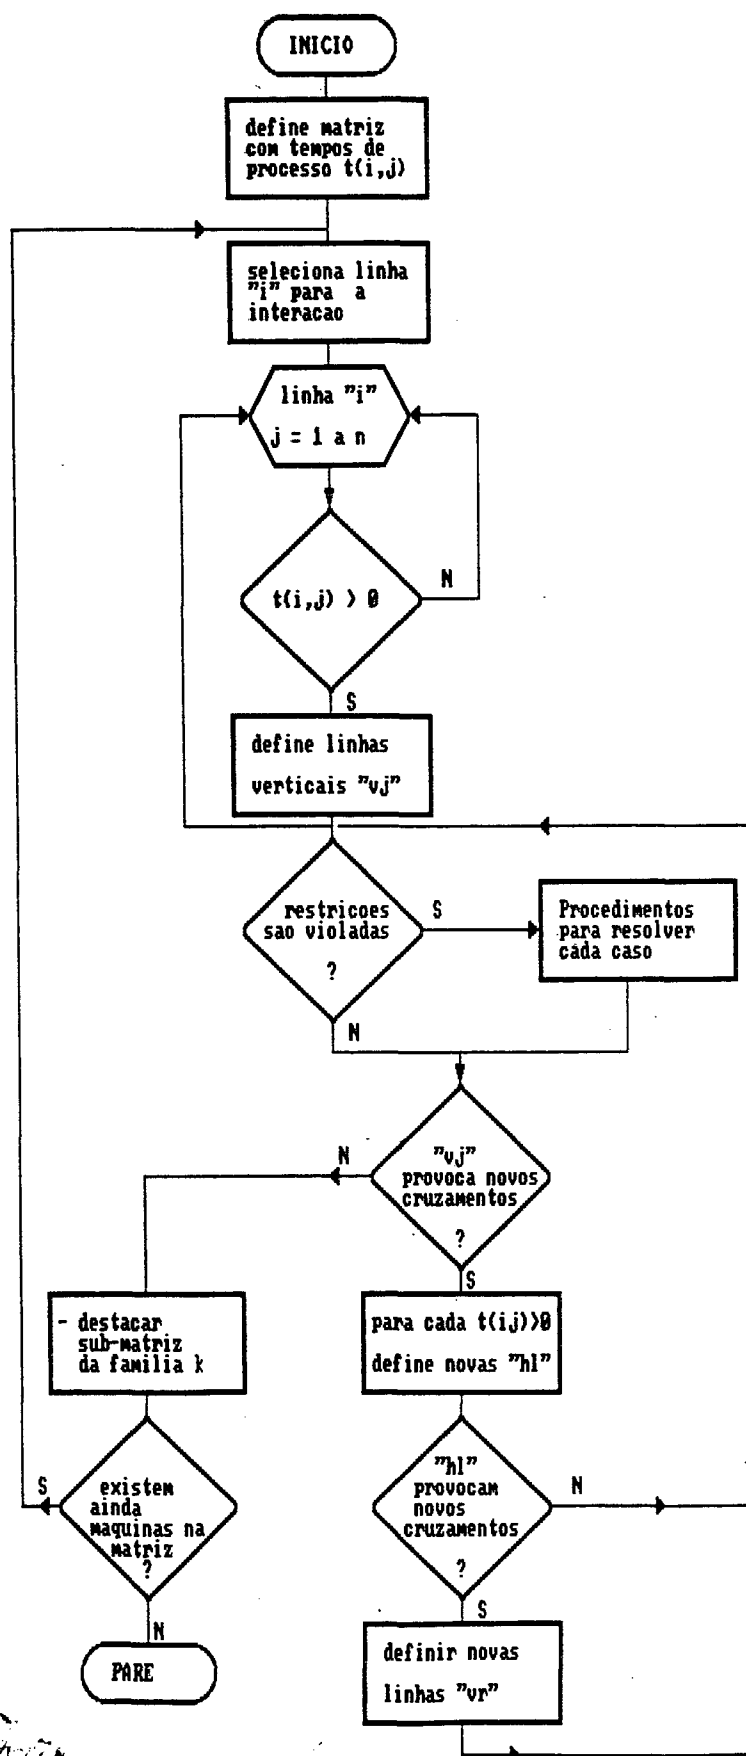 INICIO
define matriz
com tempos de
processo t(i,j)
seleciona linha
"i" para a
interacao
linha "i"
j = 1 a n
t(i,j) > 0
N
S
define linhas
verticais "vj"
restricoes
sao violadas
?
S
Procedimentos
para resolver
cada caso
N
"vj"
provoca novos
cruzamentos
?
N
S
- destacar
sub-matriz
da familia k
para cada t(ij)>0
define novas "hl"
existem
ainda
maquinas na
matriz
?
S
N
"hl"
provocam
novos
cruzamentos
?
N
S
PARE
definir novas
linhas "vr"